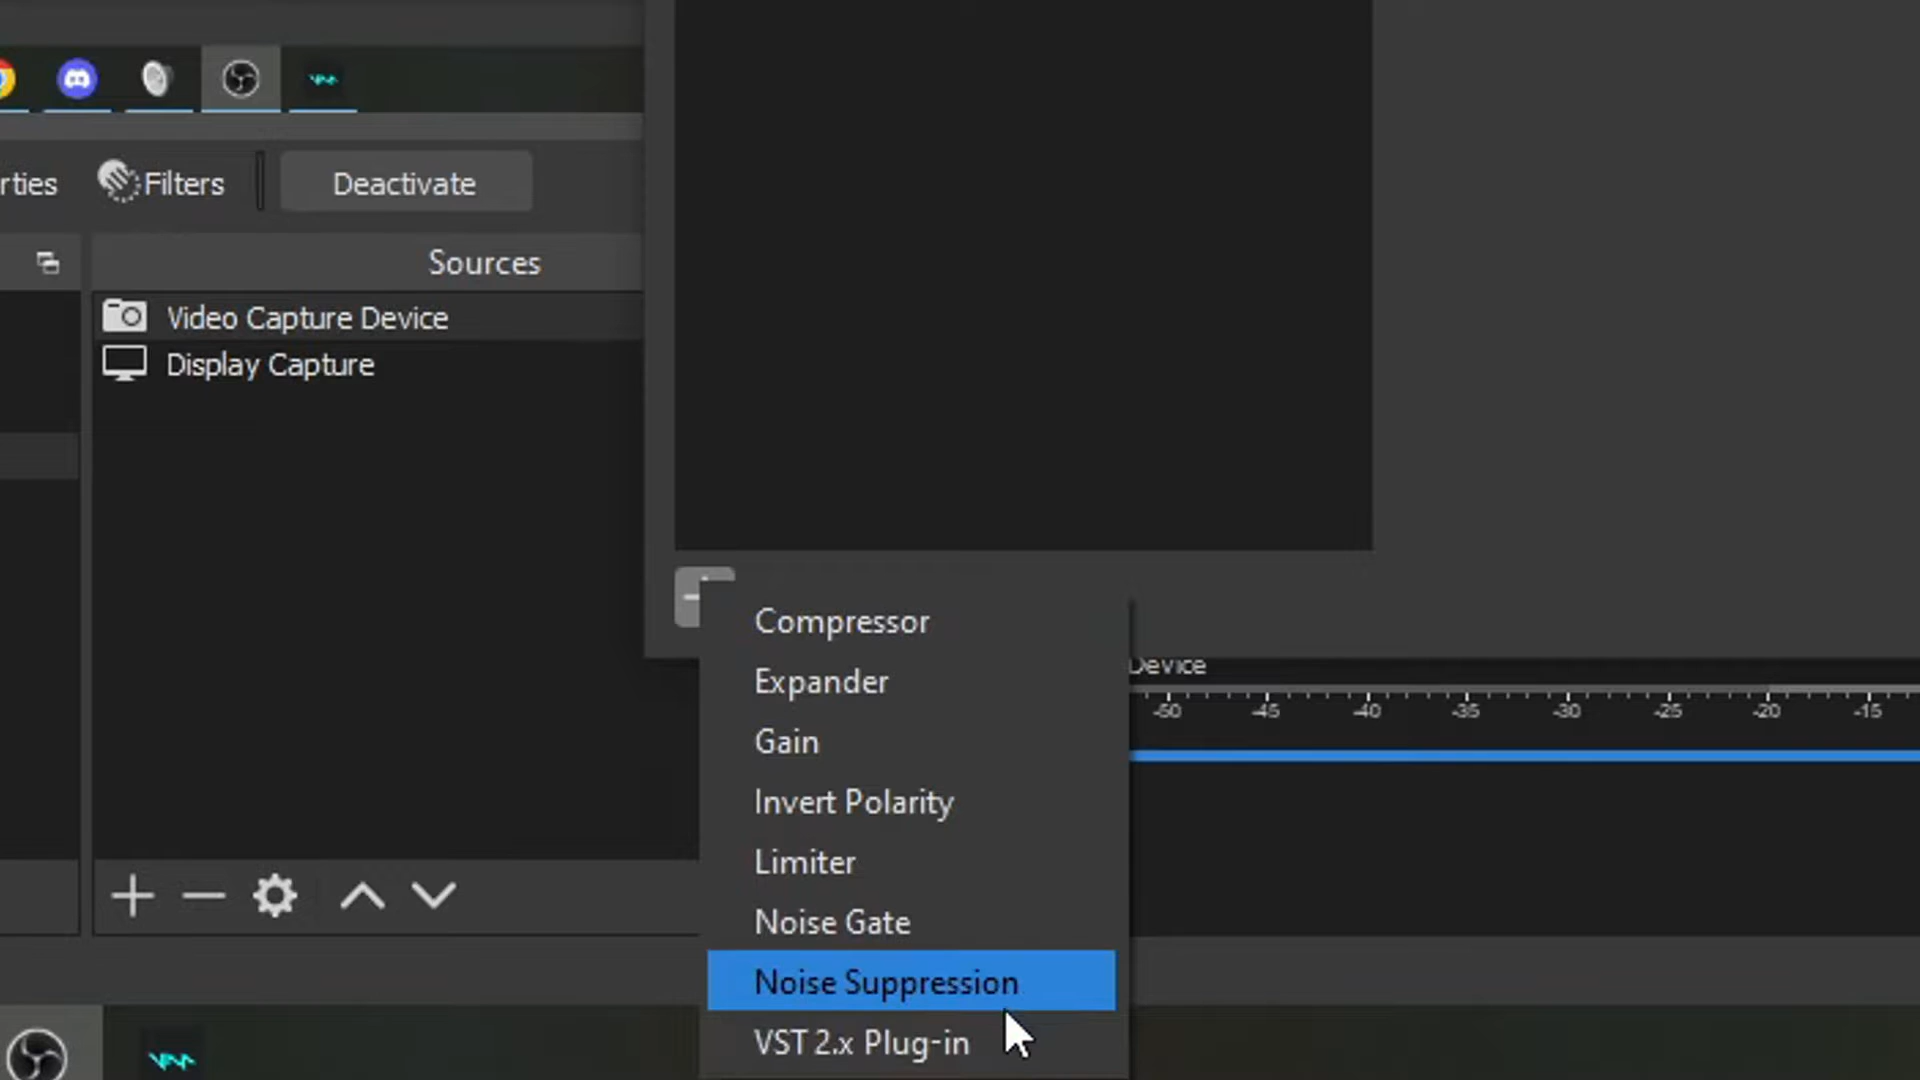 rties Filters Deactivate
Sources
Video Capture Device
Display Capture
Compressor
Expander
Gain
Invert Polarity
Limiter
Noise Gate
Noise Suppression
VST 2.x Plug-in
Device
-50 -45 -40 -35 -30 -25 -20 -15